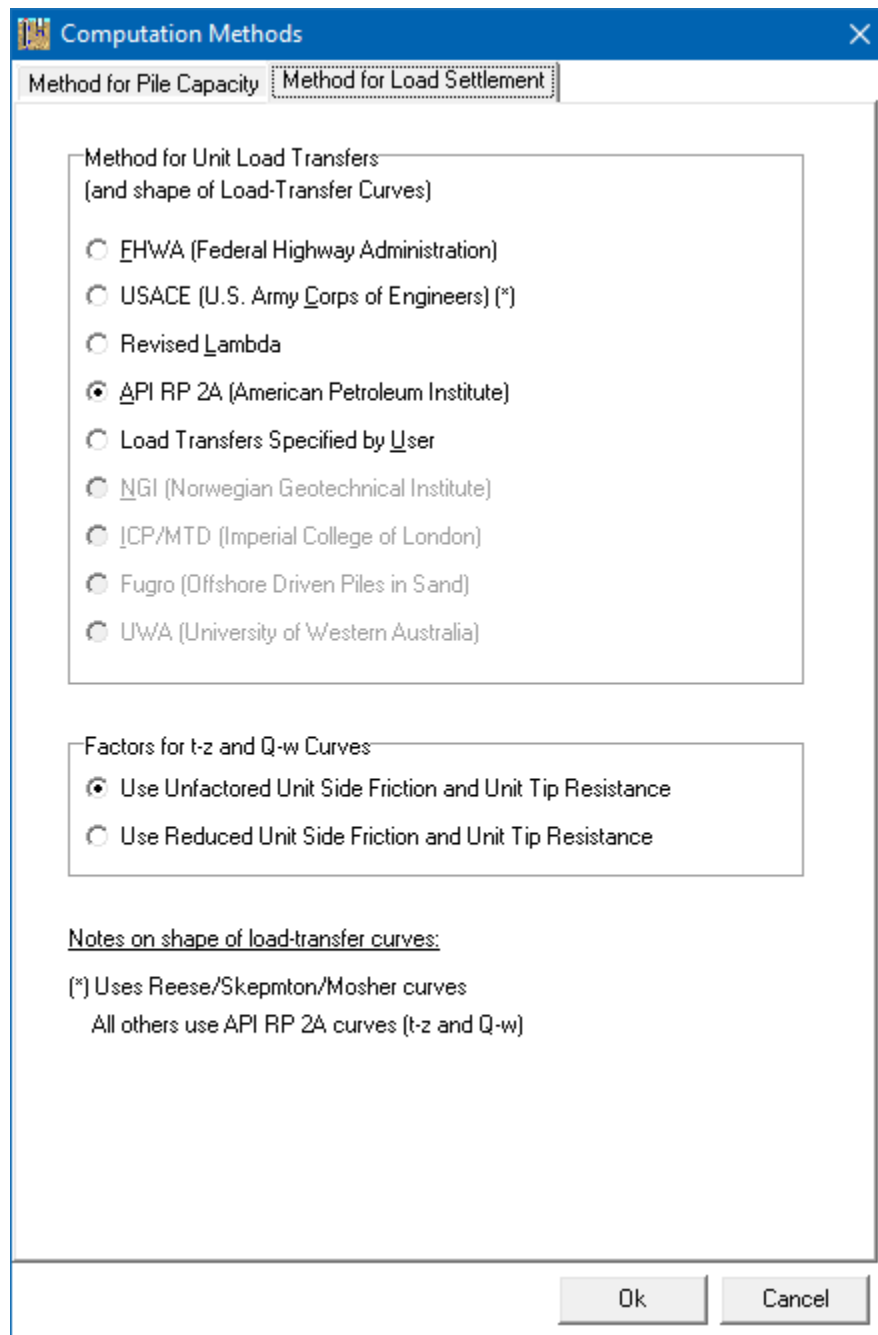 Computation Methods
Method for Pile Capacity
Method for Load Settlement
Method for Unit Load Transfers
(and shape of Load-Transfer Curves)
FHWA (Federal Highway Administration)
USACE (U.S. Army Corps of Engineers) (*)
Revised Lambda
API RP 2A (American Petroleum Institute)
Load Transfers Specified by User
NGI (Norwegian Geotechnical Institute)
ICP/MTD (Imperial College of London)
Fugro (Offshore Driven Piles in Sand)
UWA (University of Western Australia)
Factors for t-z and Q-w Curves
Use Unfactored Unit Side Friction and Unit Tip Resistance
Use Reduced Unit Side Friction and Unit Tip Resistance
Notes on shape of load-transfer curves:
(*) Uses Reese/Skepmton/Mosher curves
All others use API RP 2A curves (t-z and Q-w)
Ok
Cancel